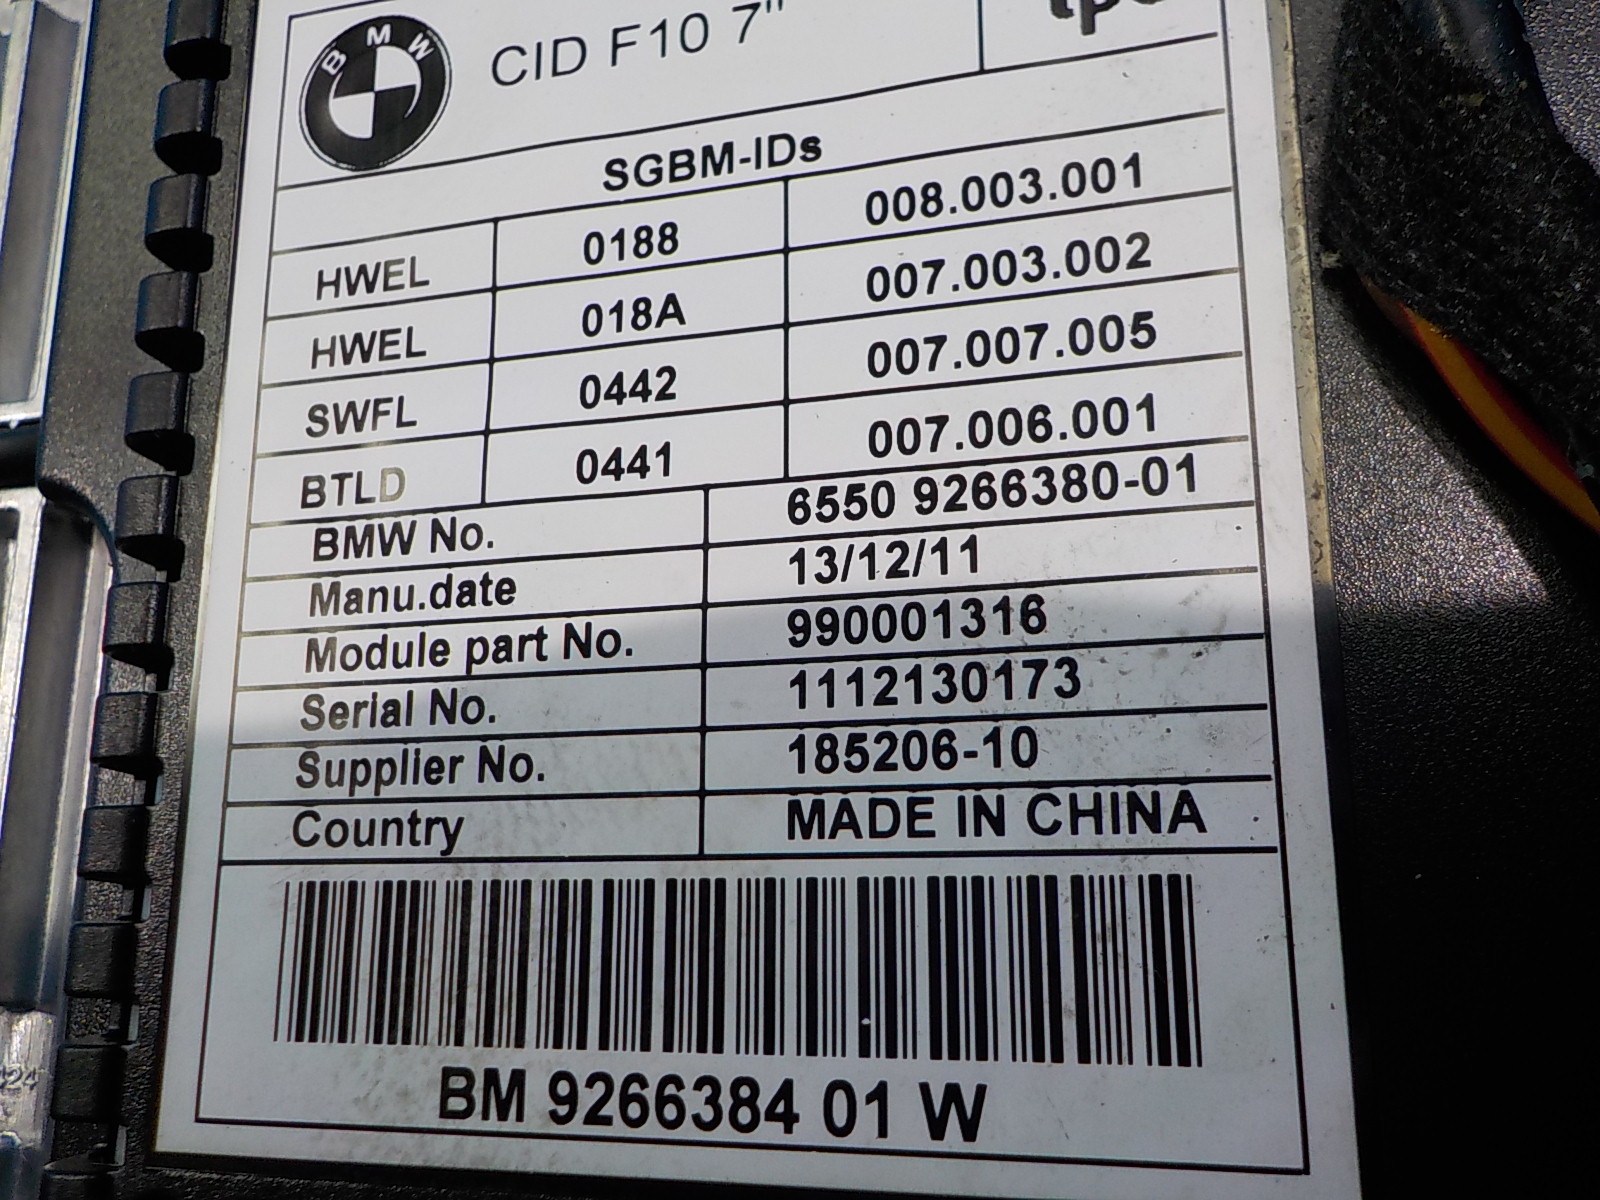 BMW
CID F10 7"
SGBM-IDs
HWEL 0188 008.003.001
HWEL 018A 007.003.002
SWFL 0442 007.007.005
BTLD 0441 007.006.001
BMW No. 6550 9266380-01
Manu.date 13/12/11
Module part No. 990001316
Serial No. 1112130173
Supplier No. 185206-10
Country MADE IN CHINA
BM 9266384 01 W